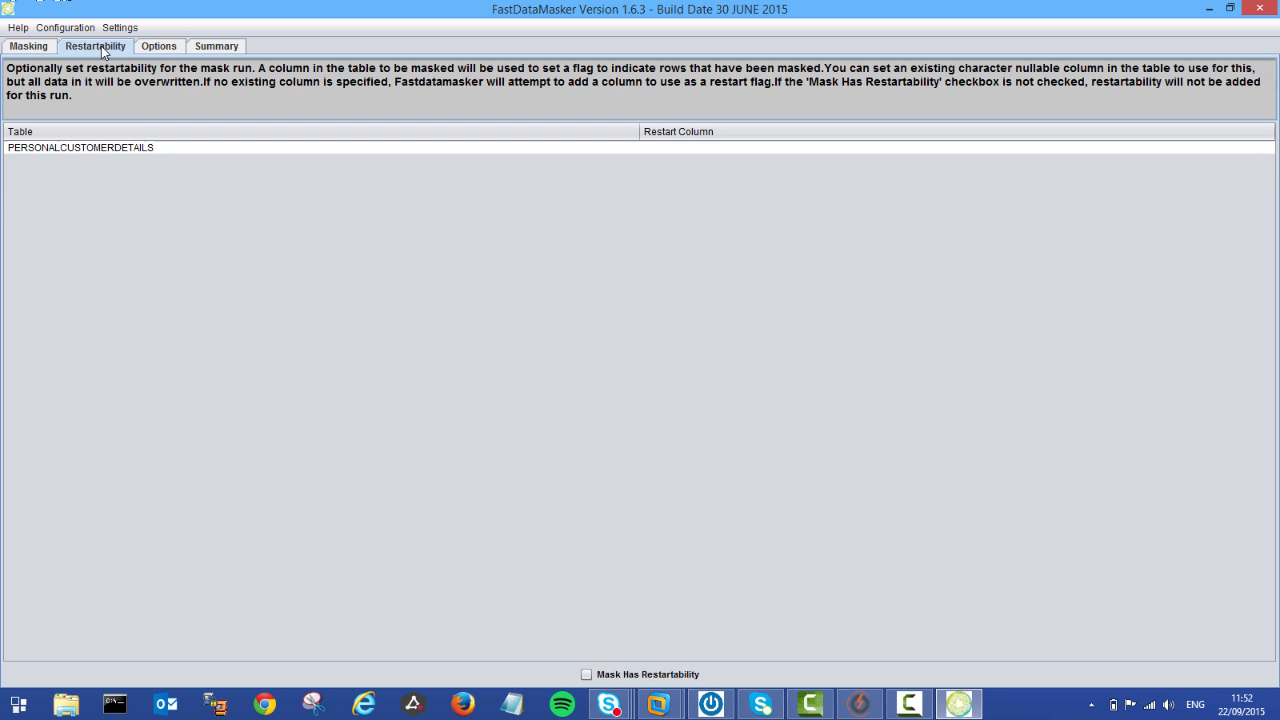 FastDataMasker Version 1.6.3 - Build Date 30 JUNE 2015
Help Configuration Settings
Masking Restartability Options Summary
Optionally set restartability for the mask run. A column in the table to be masked will be used to set a flag to indicate rows that have been masked.You can set an existing character nullable column in the table to use for this,
but all data in it will be overwritten.If no existing column is specified, Fastdatamasker will attempt to add a column to use as a restart flag.If the 'Mask Has Restartability' checkbox is not checked, restartability will not be added
for this run.
Table Restart Column
PERSONALCUSTOMERDETAILS
Mask Has Restartability
ENG
11:52
22/09/2015